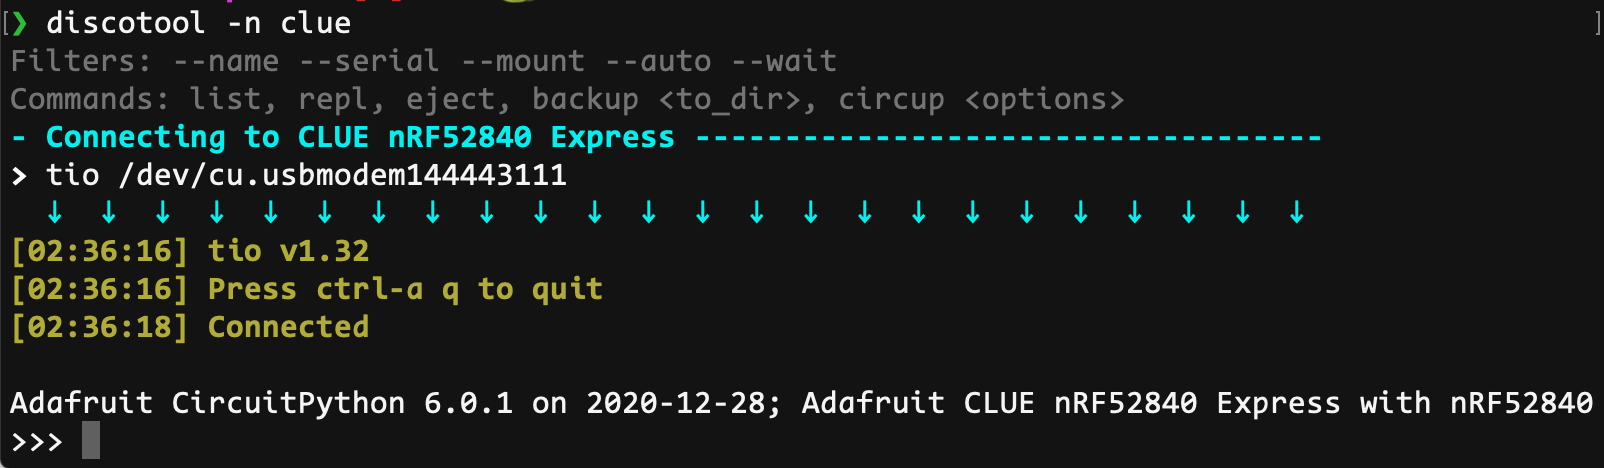 [❯ discotool -n clue ]
Filters: --name --serial --mount --auto --wait
Commands: list, repl, eject, backup <to_dir>, circup <options>
- Connecting to CLUE nRF52840 Express -----------------------------------
> tio /dev/cu.usbmodem144443111
↓ ↓ ↓ ↓ ↓ ↓ ↓ ↓ ↓ ↓ ↓ ↓ ↓ ↓ ↓ ↓ ↓ ↓ ↓ ↓ ↓ ↓ ↓ ↓
[02:36:16] tio v1.32
[02:36:16] Press ctrl-a q to quit
[02:36:18] Connected
Adafruit CircuitPython 6.0.1 on 2020-12-28; Adafruit CLUE nRF52840 Express with nRF52840
>>>